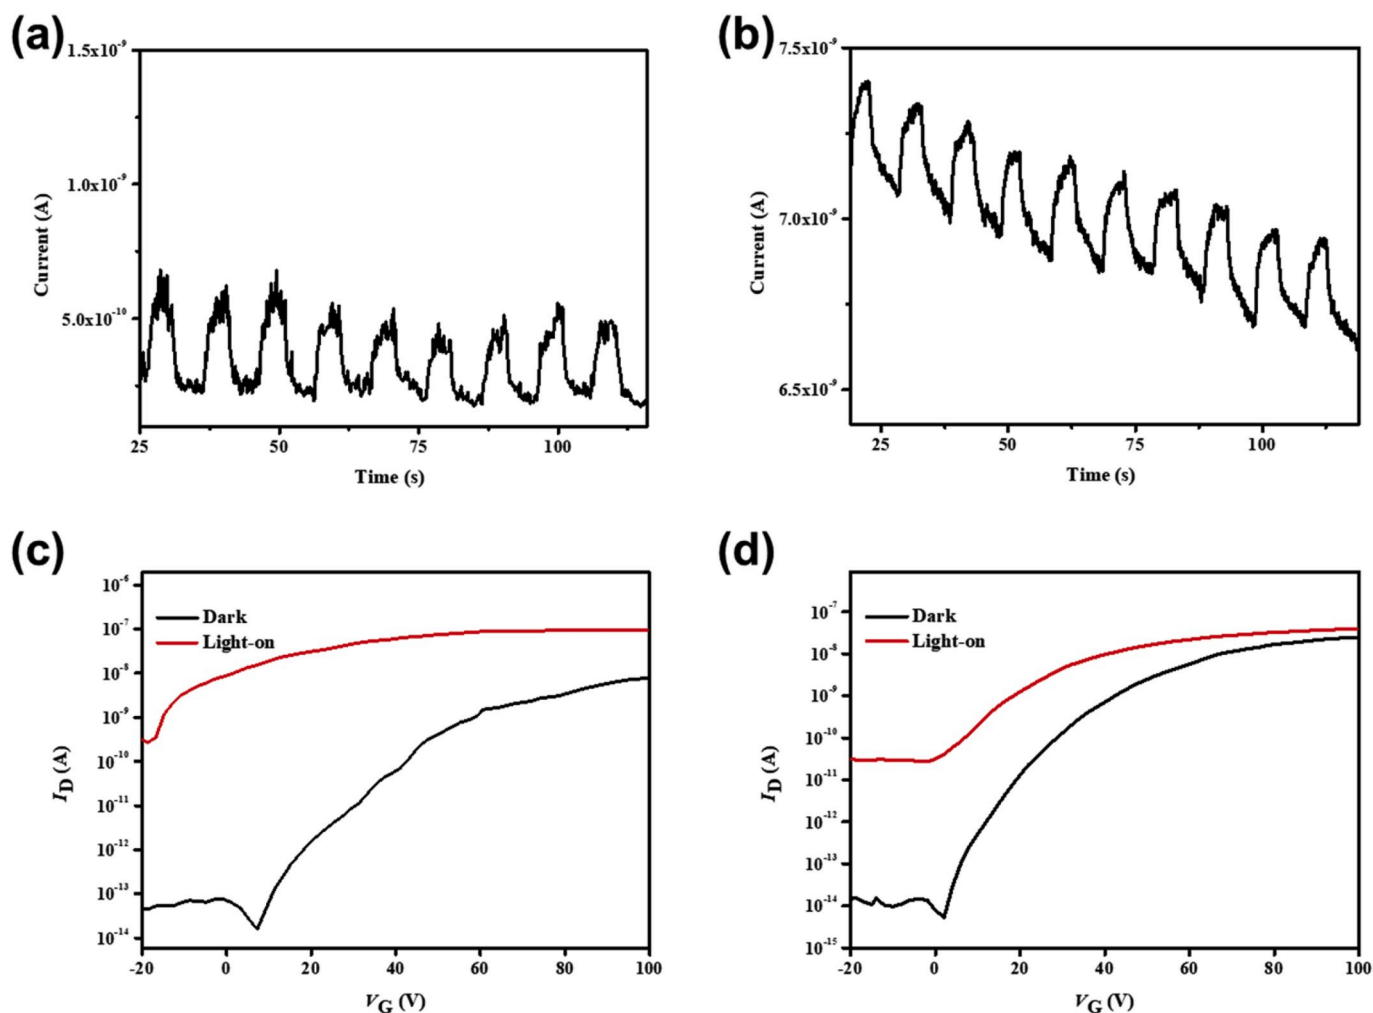 (a)
1.5x10⁻⁹
1.0x10⁻⁹
5.0x10⁻¹⁰
Current (A)
25 50 75 100
Time (s)
(b)
7.5x10⁻⁹
7.0x10⁻⁹
6.5x10⁻⁹
Current (A)
25 50 75 100
Time (s)
(c)
10⁻⁶
10⁻⁷
10⁻⁸
10⁻⁹
10⁻¹⁰
10⁻¹¹
10⁻¹²
10⁻¹³
10⁻¹⁴
I_D (A)
Dark
Light-on
-20 0 20 40 60 80 100
V_G (V)
(d)
10⁻⁷
10⁻⁸
10⁻⁹
10⁻¹⁰
10⁻¹¹
10⁻¹²
10⁻¹³
10⁻¹⁴
10⁻¹⁵
I_D (A)
Dark
Light-on
-20 0 20 40 60 80 100
V_G (V)